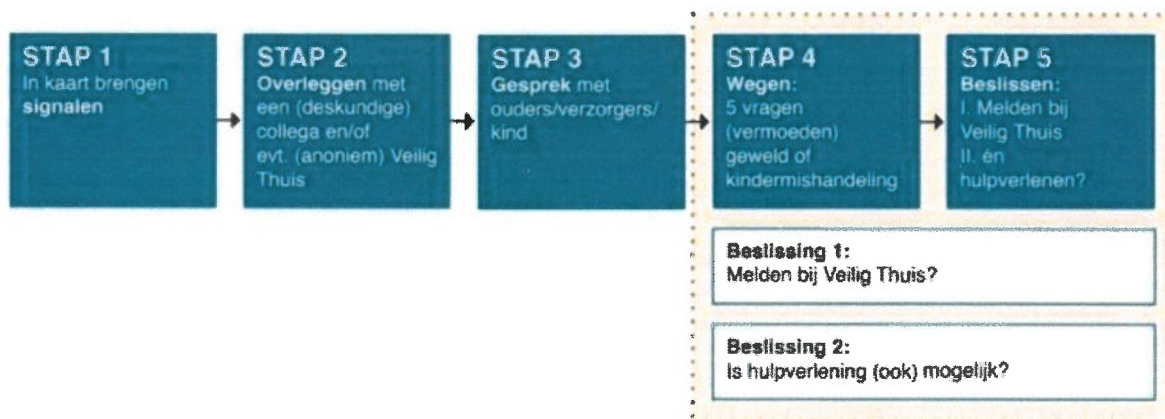 STAP 1
In kaart brengen
signalen
STAP 2
Overleggen met
een (deskundige)
collega en/of
evt. (anoniem) Veilig
Thuis
STAP 3
Gesprek met
ouders/verzorgers/
kind
STAP 4
Wegen:
5 vragen
(vermoeden)
geweld of
kindermishandeling
STAP 5
Beslissen:
I. Melden bij
Veilig Thuis
II. én
hulpverlenen?
Beslissing 1:
Melden bij Veilig Thuis?
Beslissing 2:
Is hulpverlening (ook) mogelijk?